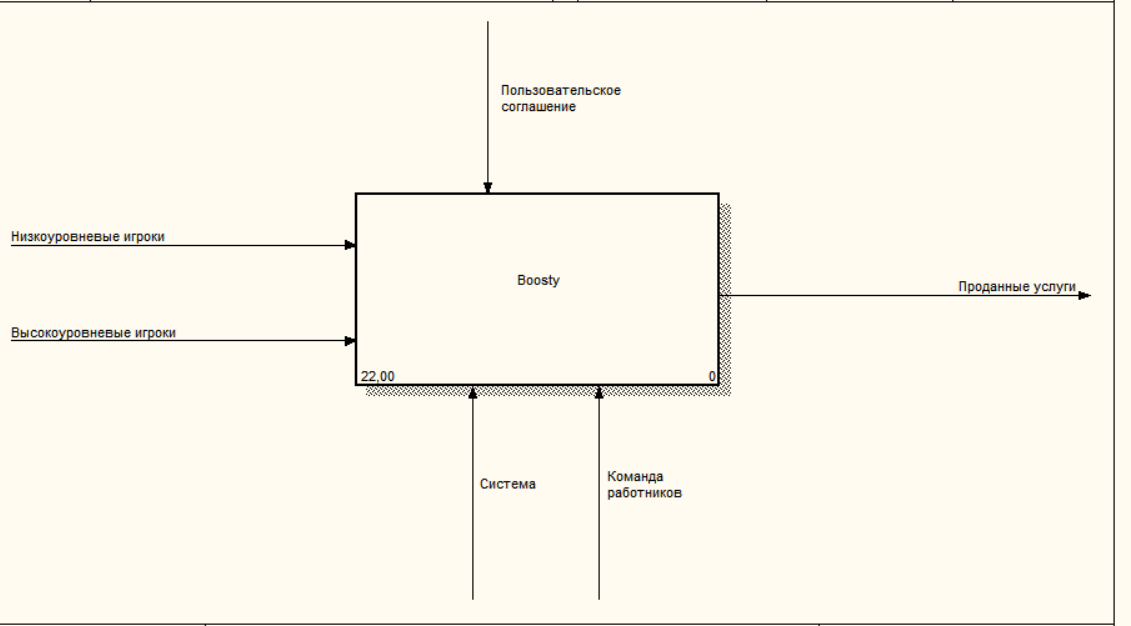 Пользовательское
соглашение
Низкоуровневые игроки
Boosty
Проданные услуги
Высокоуровневые игроки
22,00
0
Система
Команда
работников